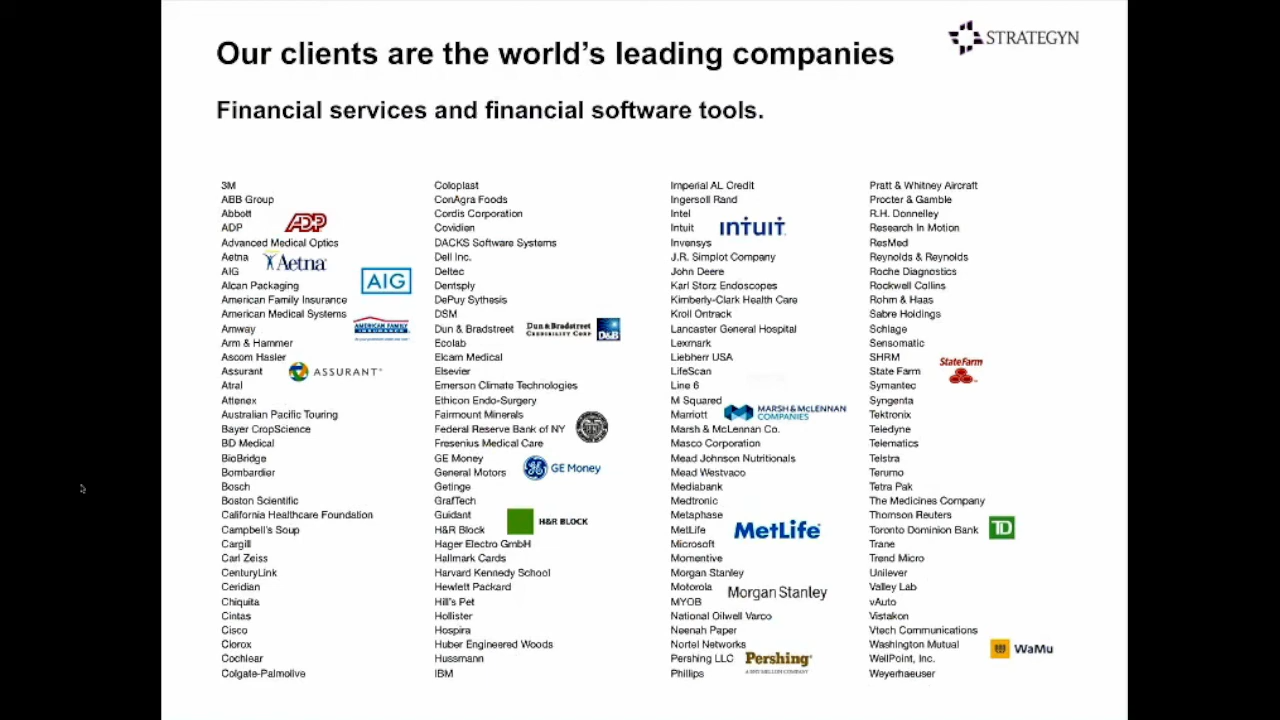 STRATEGYN
Our clients are the world's leading companies
Financial services and financial software tools.
3M
ABB Group
Abbott
ADP
ADP
Advanced Medical Optics
Aetna
Aetna
AIG
AIG
Alcan Packaging
American Family Insurance
American Medical Systems
Amway
AMERICAN FAMILY
INSURANCE
Arm & Hammer
Ascom Hasler
Assurant
ASSURANT
Atral
Attenex
Australian Pacific Touring
Bayer CropScience
BD Medical
BioBridge
Bombardier
Bosch
Boston Scientific
California Healthcare Foundation
Campbell's Soup
Cargill
Carl Zeiss
CenturyLink
Ceridian
Chiquita
Cintas
Cisco
Clorox
Cochlear
Colgate-Palmolive
Coloplast
ConAgra Foods
Cordis Corporation
Covidien
DACKS Software Systems
Dell Inc.
Deltec
Dentsply
DePuy Sythesis
DSM
Dun & Bradstreet
Dun & Bradstreet
CREDIBILITY CORP
D&B
Ecolab
Elcam Medical
Elsevier
Emerson Climate Technologies
Ethicon Endo-Surgery
Fairmount Minerals
Federal Reserve Bank of NY
Fresenius Medical Care
GE Money
GE Money
General Motors
Getinge
GrafTech
Guidant
H&R Block
H&R BLOCK
Hager Electro GmbH
Hallmark Cards
Harvard Kennedy School
Hewlett Packard
Hill's Pet
Hollister
Hospira
Huber Engineered Woods
Hussmann
IBM
Imperial AL Credit
Ingersoll Rand
Intel
Intuit
INTUIT
Invensys
J.R. Simplot Company
John Deere
Karl Storz Endoscopes
Kimberly-Clark Health Care
Kroll Ontrack
Lancaster General Hospital
Lexmark
Liebherr USA
LifeScan
Line 6
M Squared
Marriott
MARSH & McLENNAN
COMPANIES
Marsh & McLennan Co.
Masco Corporation
Mead Johnson Nutritionals
Mead Westvaco
Mediabank
Medtronic
Metaphase
MetLife
MetLife
Microsoft
Momentive
Morgan Stanley
Motorola
Morgan Stanley
MYOB
National Oilwell Varco
Neenah Paper
Nortel Networks
Pershing LLC
Pershing
Phillips
Pratt & Whitney Aircraft
Procter & Gamble
R.H. Donnelley
Research In Motion
ResMed
Reynolds & Reynolds
Roche Diagnostics
Rockwell Collins
Rohm & Haas
Sabre Holdings
Schlage
Sensomatic
SHRM
State Farm
StateFarm
Symantec
Syngenta
Tektronix
Teledyne
Telematics
Telstra
Terumo
Tetra Pak
The Medicines Company
Thomson Reuters
Toronto Dominion Bank
TD
Trane
Trend Micro
Unilever
Valley Lab
vAuto
Vistakon
Vtech Communications
Washington Mutual
WaMu
WellPoint, Inc.
Weyerhaeuser